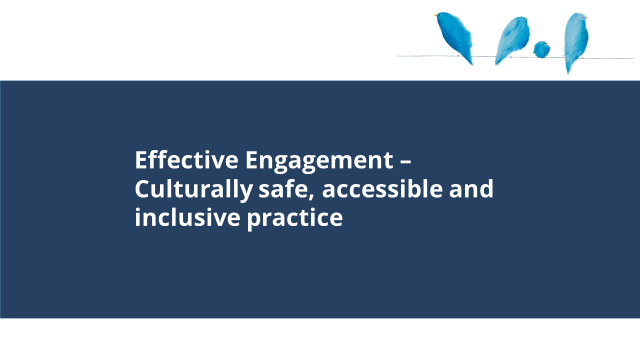 Effective Engagement –
Culturally safe, accessible and
inclusive practice